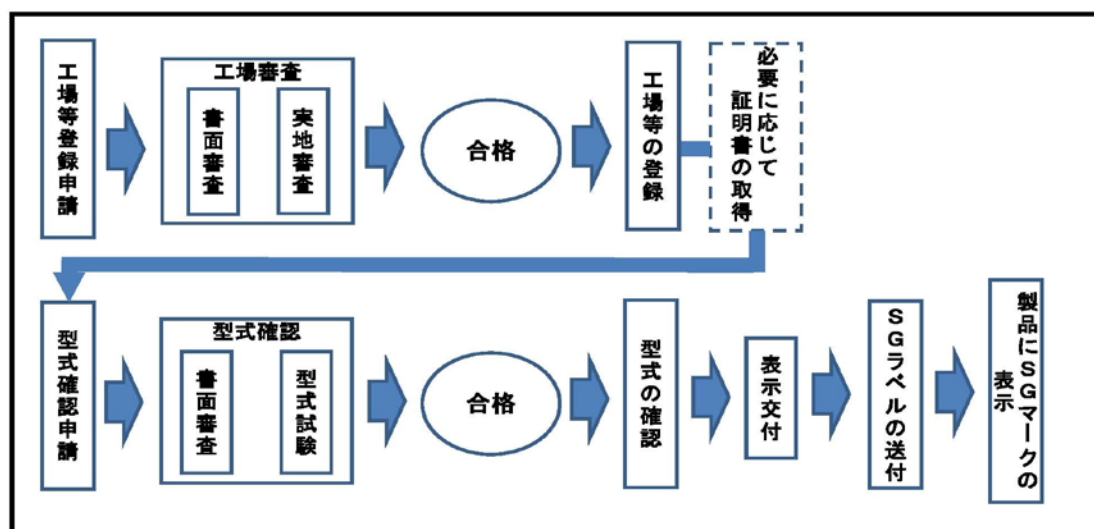 工場等登録申請
工場審査
書面審査
実地審査
合格
工場等の登録
必要に応じて
証明書の取得
型式確認申請
型式確認
書面審査
型式試験
合格
型式の確認
表示交付
SGラベルの送付
製品にSGマークの
表示